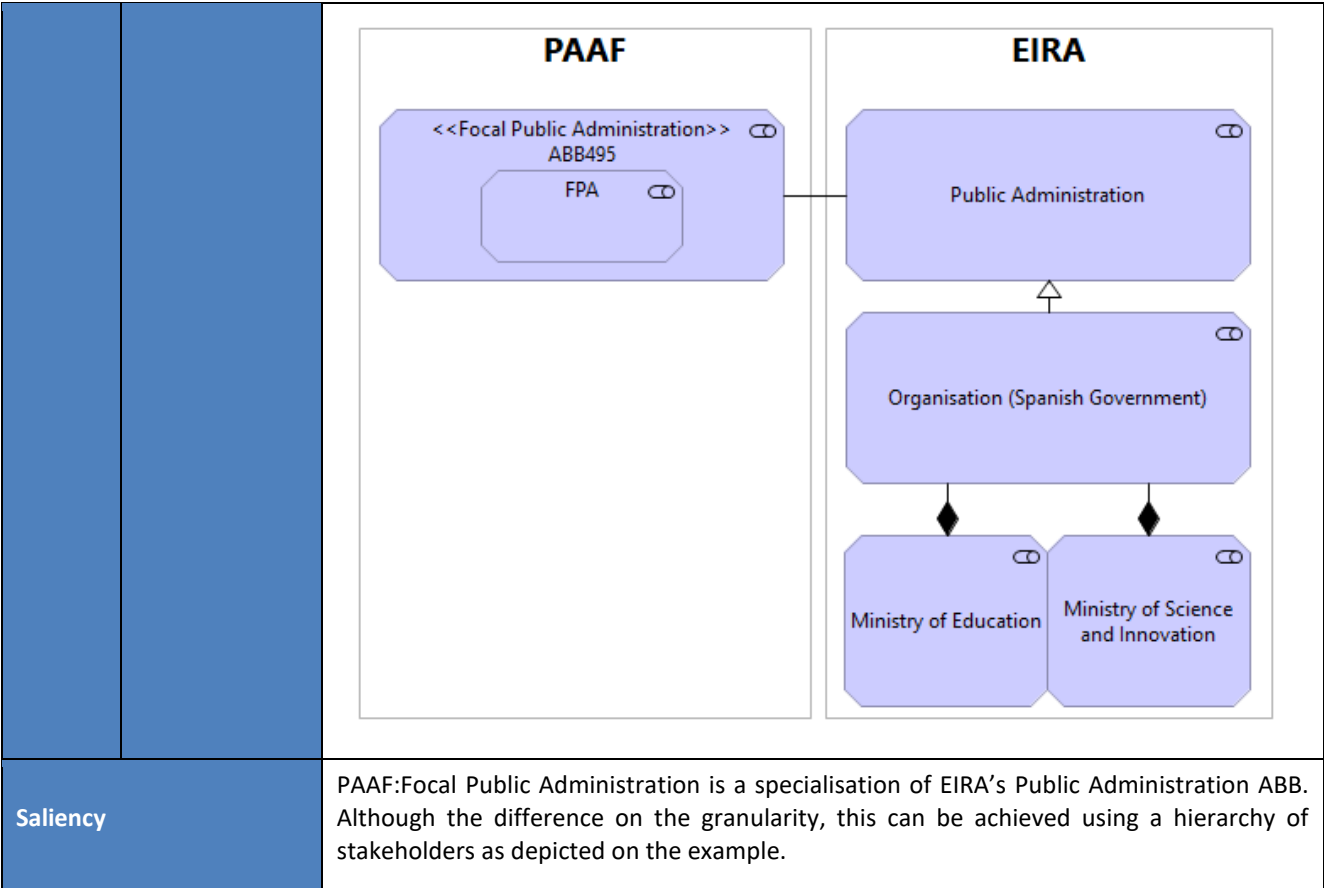 PAAF
EIRA
<<Focal Public Administration>>
ABB495
FPA
Public Administration
Organisation (Spanish Government)
Ministry of Education
Ministry of Science
and Innovation
Saliency
PAAF:Focal Public Administration is a specialisation of EIRA’s Public Administration ABB.
Although the difference on the granularity, this can be achieved using a hierarchy of
stakeholders as depicted on the example.